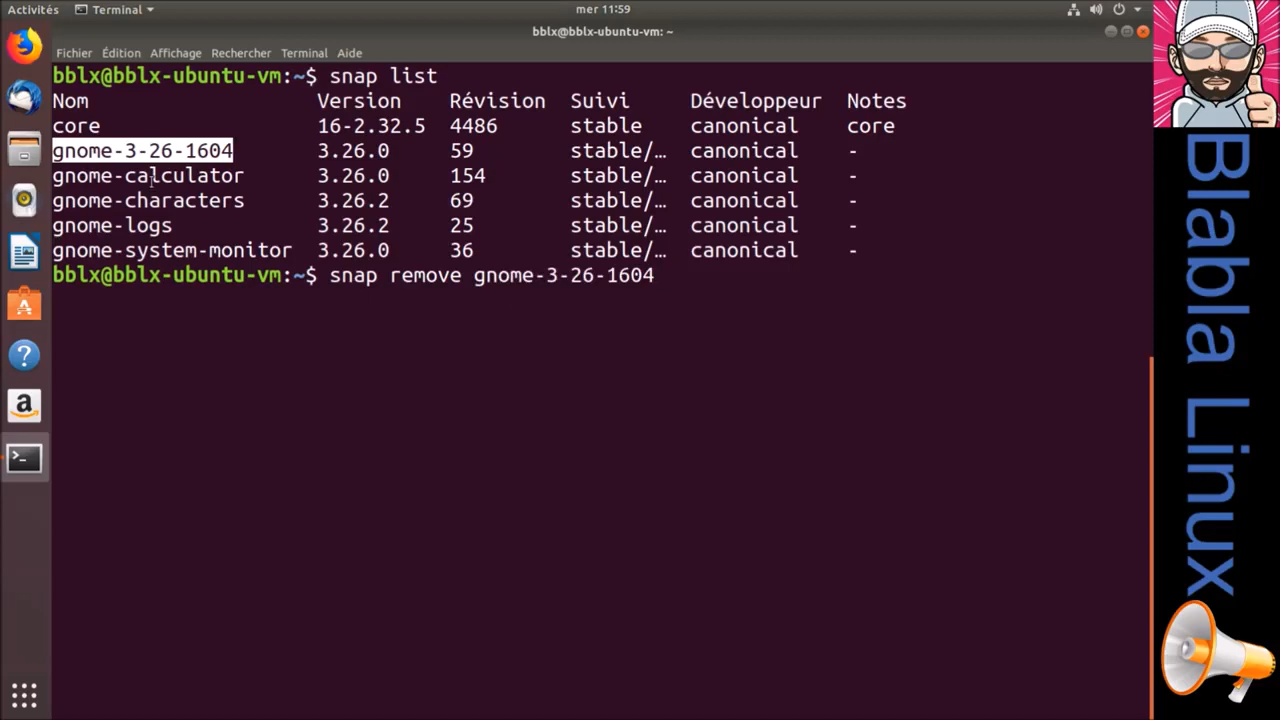 Activités Terminal mer 11:59
bblx@bblx-ubuntu-vm: ~
Fichier Édition Affichage Rechercher Terminal Aide
bblx@bblx-ubuntu-vm:~$ snap list
Nom Version Révision Suivi Développeur Notes
core 16-2.32.5 4486 stable canonical core
gnome-3-26-1604 3.26.0 59 stable/… canonical -
gnome-calculator 3.26.0 154 stable/… canonical -
gnome-characters 3.26.2 69 stable/… canonical -
gnome-logs 3.26.2 25 stable/… canonical -
gnome-system-monitor 3.26.0 36 stable/… canonical -
bblx@bblx-ubuntu-vm:~$ snap remove gnome-3-26-1604
Blabla Linux